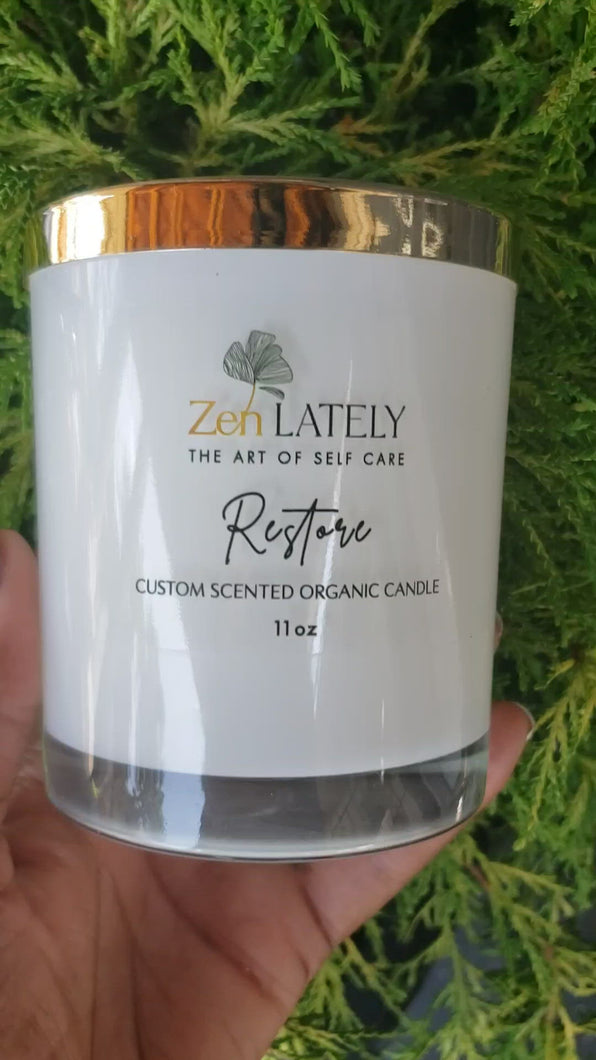 Zen LATELY
THE ART OF SELF CARE
Restore
CUSTOM SCENTED ORGANIC CANDLE
11 oz